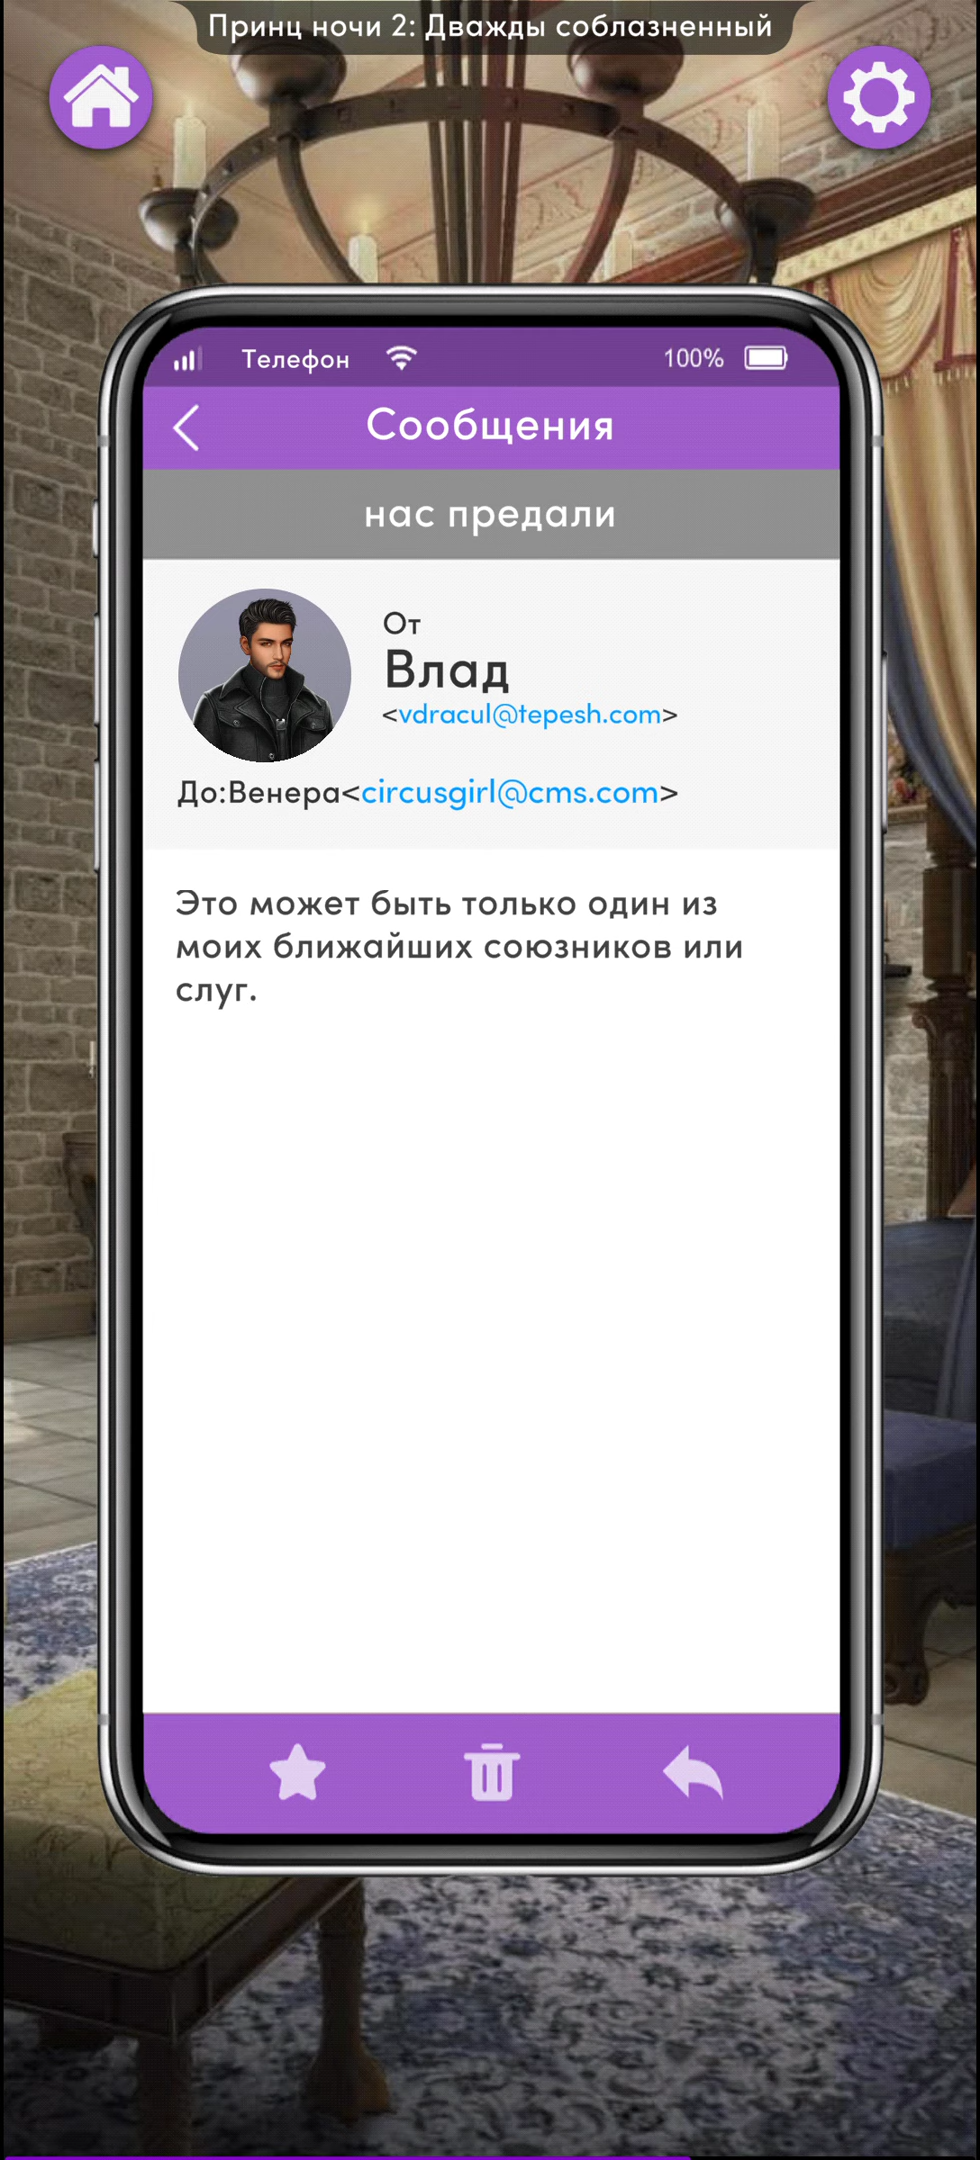 Принц ночи 2: Дважды соблазненный
Телефон
100%
Сообщения
нас предали
От
Влад
<vdracul@tepesh.com>
До:Венера<circusgirl@cms.com>
Это может быть только один из
моих ближайших союзников или
слуг.